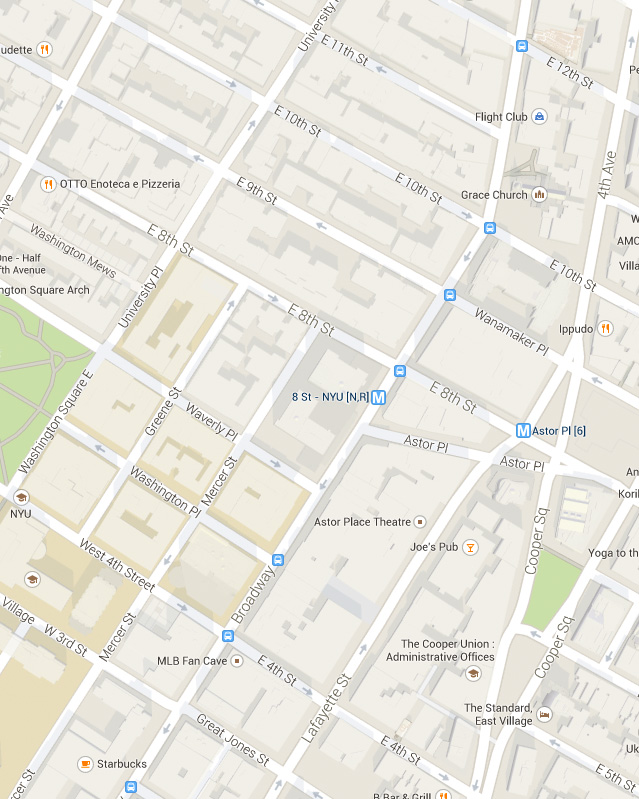 University P
E 11th St
udette
E 12th St
E 10th St
Flight Club
4th Ave
OTTO Enoteca e Pizzeria
E 9th St
E 10th St
Grace Church
Ave
Washington Mews
E 8th St
AMC
One - Half
fth Avenue
Villa
E 10th St
ngton Square Arch
University Pl
E 8th St
Wanamaker Pl
Ippudo
8 St - NYU [N,R]
M
E 8th St
Washington Square E
Greene St
Waverly Pl
M
Astor Pl [6]
Astor Pl
Astor Pl
Mercer St
Washington Pl
An
Kori
NYU
Astor Place Theatre
Joe's Pub
Cooper Sq
Yoga to th
West 4th Street
Broadway
Village
W 3rd St
Mercer St
The Cooper Union :
Administrative Offices
Cooper Sq
MLB Fan Cave
E 4th St
Lafayette St
The Standard,
East Village
Great Jones St
E 4th St
Uk
Starbucks
E 5th St
cer St
B Bar & Grill